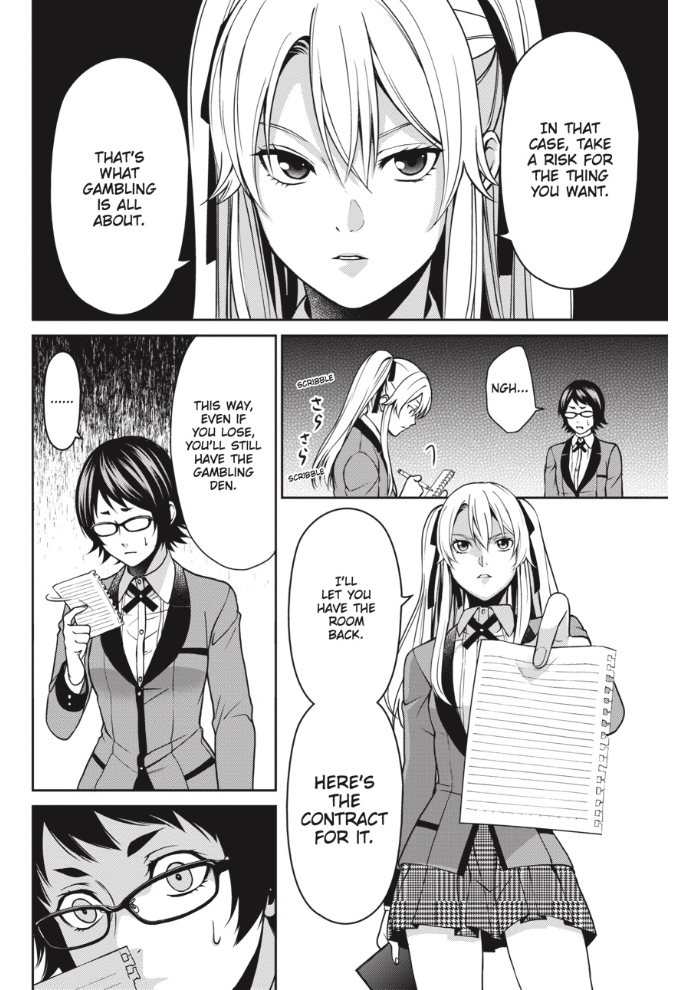 IN THAT
CASE, TAKE
A RISK FOR
THE THING
YOU WANT.
THAT'S
WHAT
GAMBLING
IS ALL
ABOUT.
NGH...
SCRIBBLE
さら
さら
SCRIBBLE
I'LL
LET YOU
HAVE THE
ROOM
BACK.
HERE'S
THE
CONTRACT
FOR IT.
THIS WAY,
EVEN IF
YOU LOSE,
YOU'LL STILL
HAVE THE
GAMBLING
DEN.
......